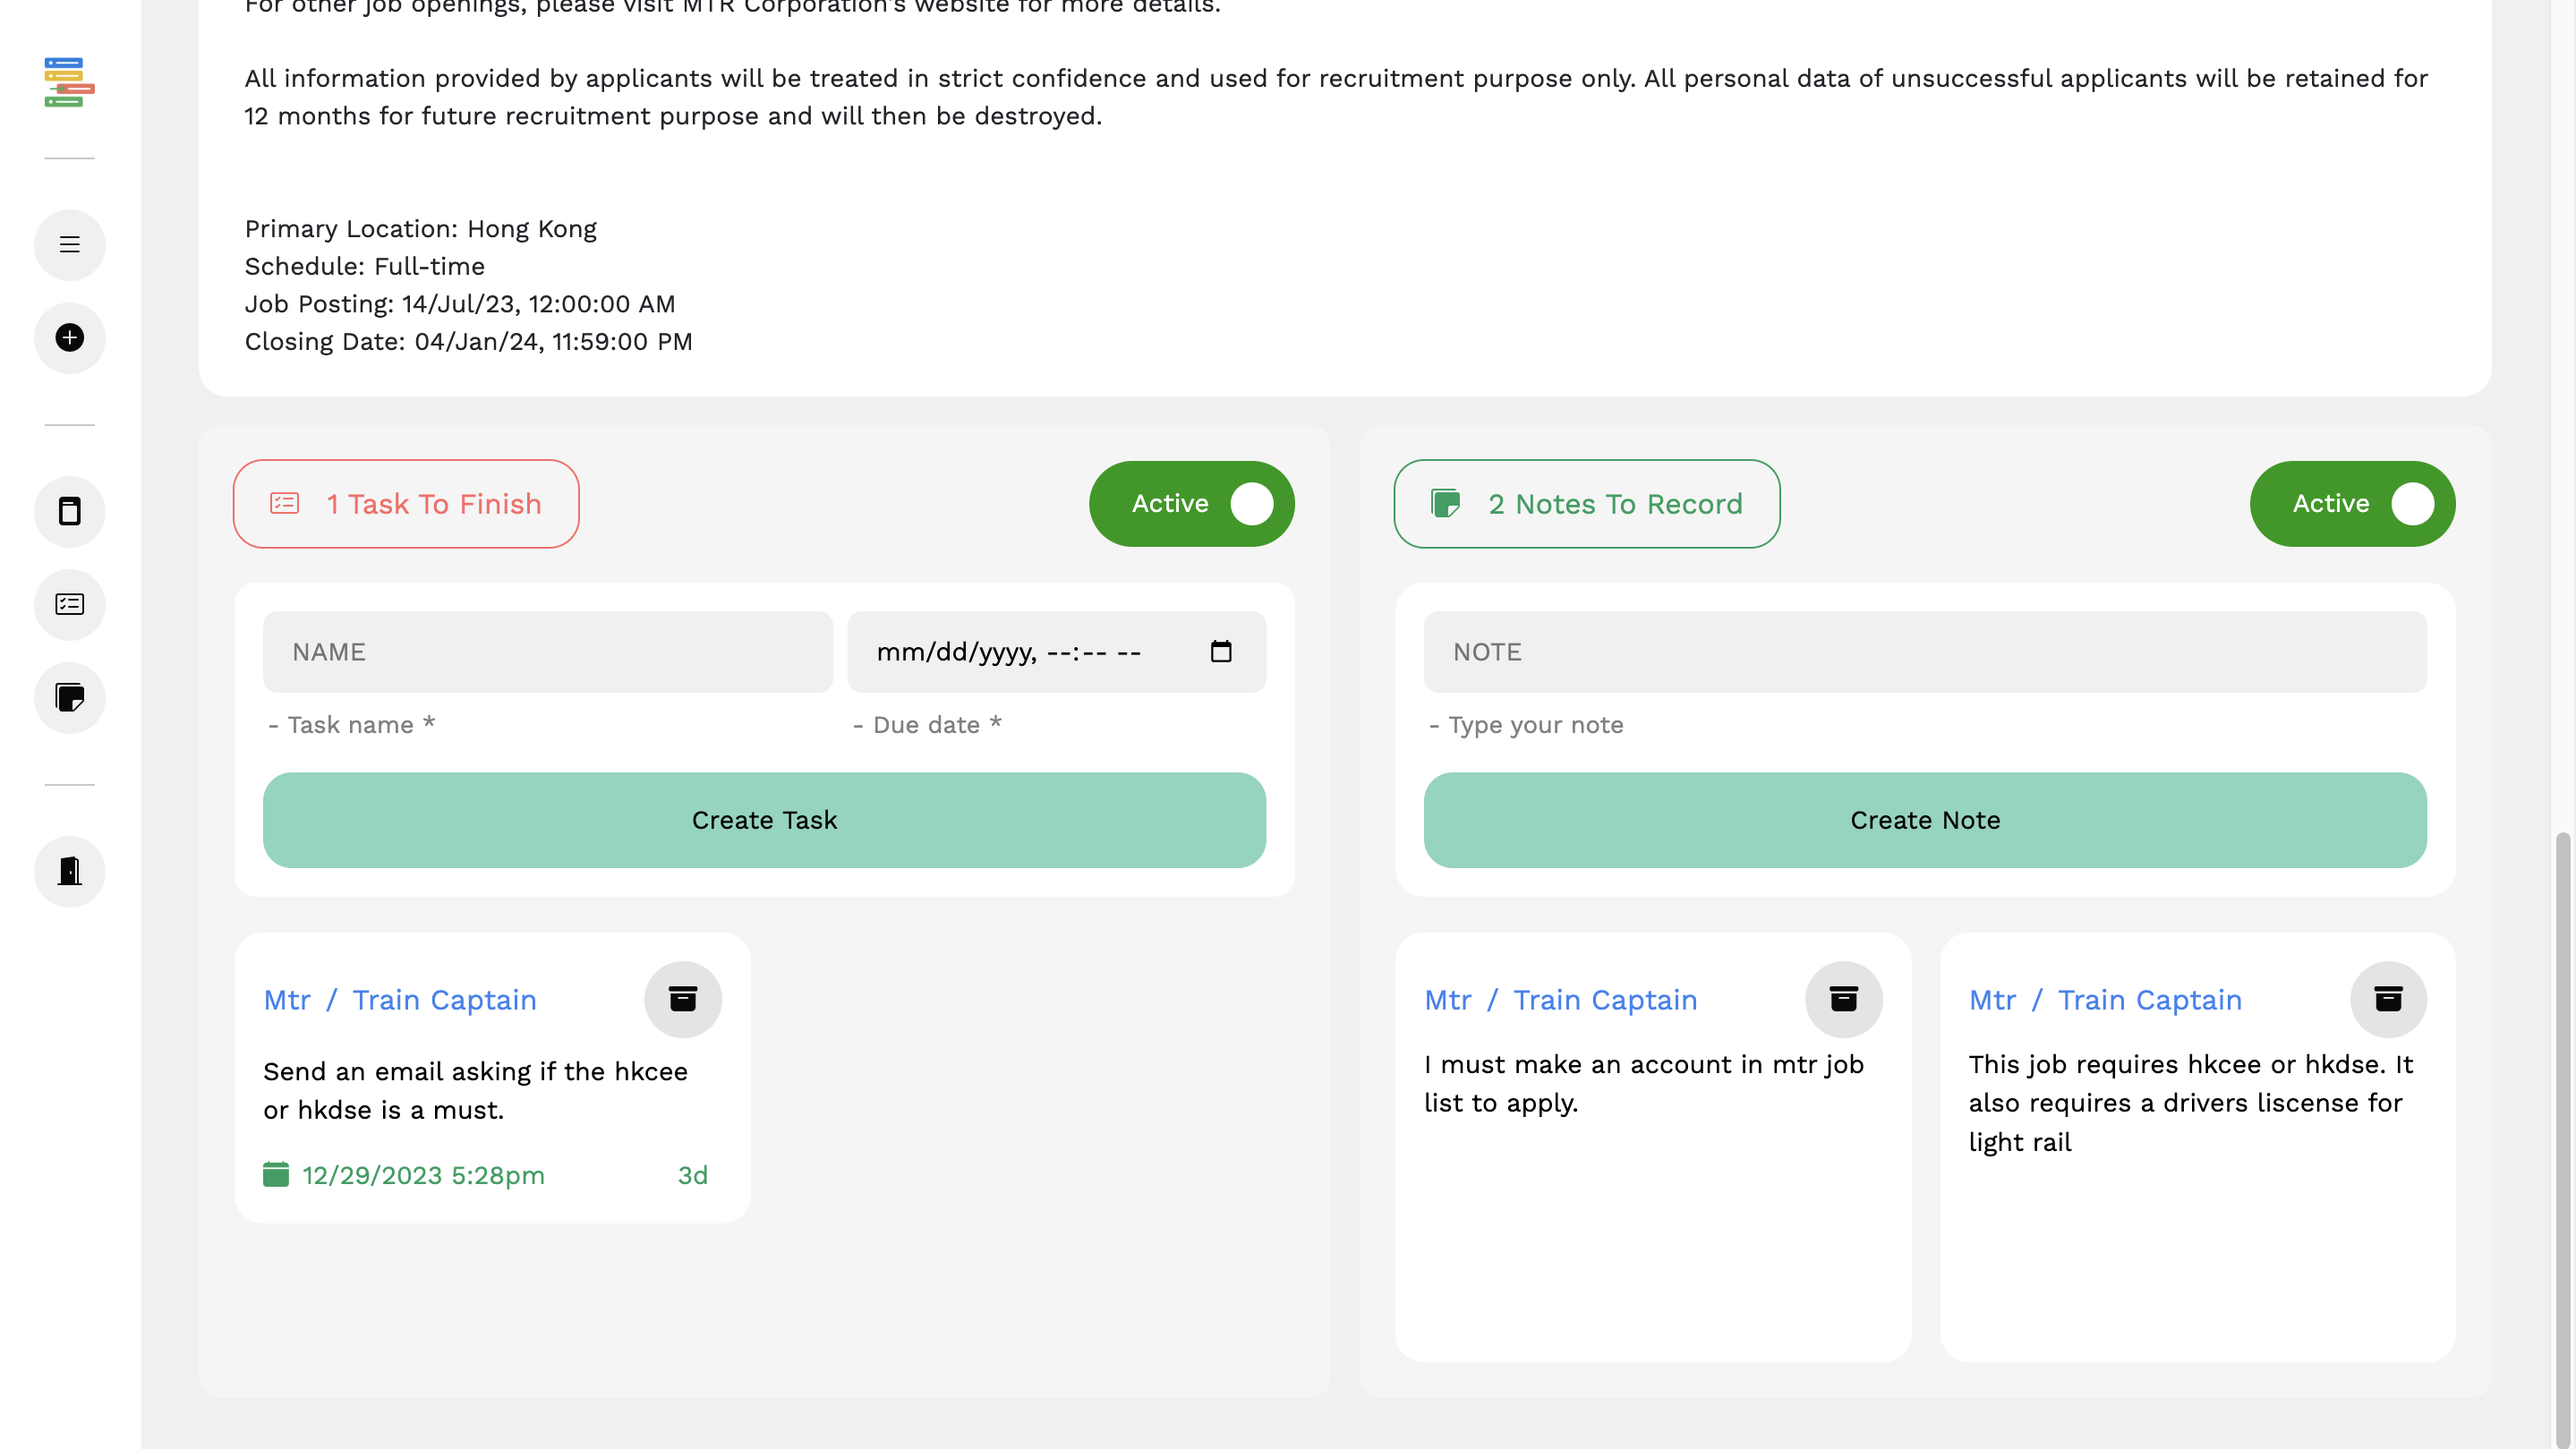 For other job openings, please visit MTR Corporation's website for more details.
All information provided by applicants will be treated in strict confidence and used for recruitment purpose only. All personal data of unsuccessful applicants will be retained for
12 months for future recruitment purpose and will then be destroyed.
Primary Location: Hong Kong
Schedule: Full-time
Job Posting: 14/Jul/23, 12:00:00 AM
Closing Date: 04/Jan/24, 11:59:00 PM
1 Task To Finish
Active
NAME
mm/dd/yyyy, --:-- --
- Task name *
- Due date *
Create Task
Mtr / Train Captain
Send an email asking if the hkcee
or hkdse is a must.
12/29/2023 5:28pm
3d
2 Notes To Record
Active
NOTE
- Type your note
Create Note
Mtr / Train Captain
I must make an account in mtr job
list to apply.
Mtr / Train Captain
This job requires hkcee or hkdse. It
also requires a drivers liscense for
light rail